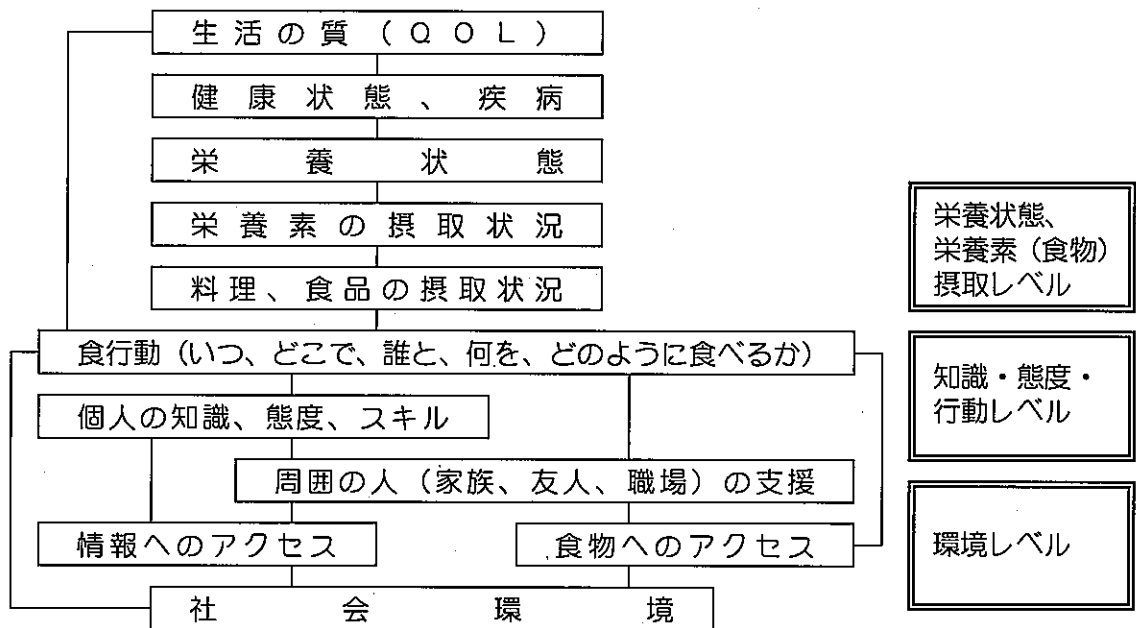 生活の質（QOL）
健康状態、疾病
栄養状態
栄養素の摂取状況
料理、食品の摂取状況
食行動（いつ、どこで、誰と、何を、どのように食べるか）
個人の知識、態度、スキル
周囲の人（家族、友人、職場）の支援
情報へのアクセス
食物へのアクセス
社会環境
栄養状態、
栄養素（食物）
摂取レベル
知識・態度・
行動レベル
環境レベル